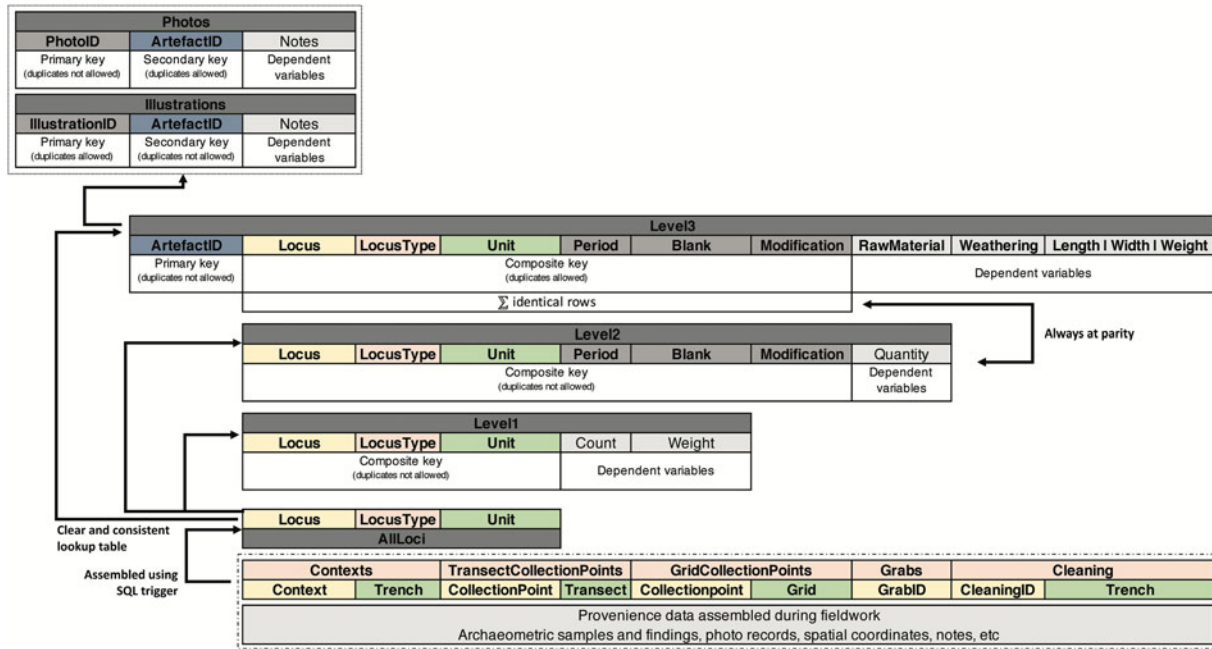 Photos
PhotoID ArtefactID Notes
Primary key Secondary key Dependent
(duplicates not allowed) (duplicates allowed) variables
Illustrations
IllustrationID ArtefactID Notes
Primary key Secondary key Dependent
(duplicates allowed) (duplicates not allowed) variables
Level3
ArtefactID Locus LocusType Unit Period Blank Modification RawMaterial Weathering Length | Width | Weight
Primary key Composite key Dependent variables
(duplicates not allowed) (duplicates allowed)
∑ identical rows
Always at parity
Level2
Locus LocusType Unit Period Blank Modification Quantity
Composite key Dependent
(duplicates not allowed) variables
Level1
Locus LocusType Unit Count Weight
Composite key Dependent variables
(duplicates not allowed)
Locus LocusType Unit
AllLoci
Clear and consistent
lookup table
Assembled using
SQL trigger
Contexts TransectCollectionPoints GridCollectionPoints Grabs Cleaning
Context Trench CollectionPoint Transect Collectionpoint Grid GrabID CleaningID Trench
Provenience data assembled during fieldwork
Archaeometric samples and findings, photo records, spatial coordinates, notes, etc